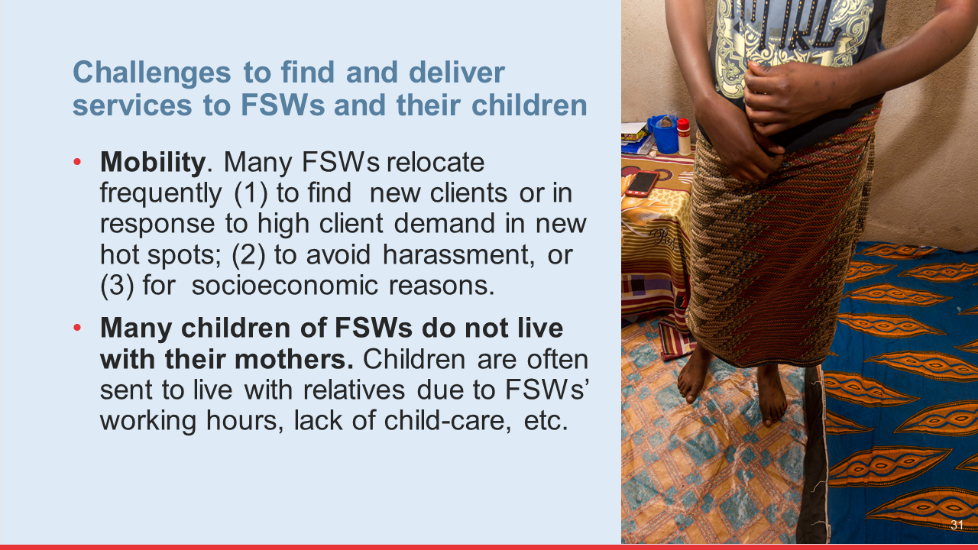 Challenges to find and deliver
services to FSWs and their children
• Mobility. Many FSWs relocate
frequently (1) to find new clients or in
response to high client demand in new
hot spots; (2) to avoid harassment, or
(3) for socioeconomic reasons.
• Many children of FSWs do not live
with their mothers. Children are often
sent to live with relatives due to FSWs’
working hours, lack of child-care, etc.
31